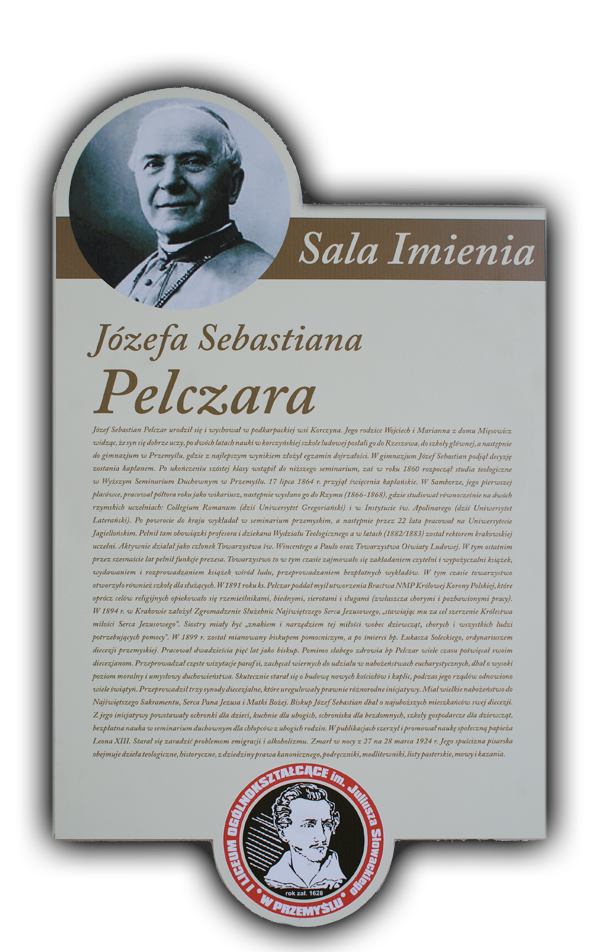 Sala Imienia
Józefa Sebastiana
Pelczara
Józef Sebastian Pelczar urodził się i wychował w podkarpackiej wsi Korczyna. Jego rodzice Wojciech i Marianna z domu Mięsowicz
widząc, że syn się dobrze uczy, po dwóch latach nauki w korczyńskiej szkole ludowej posłali go do Rzeszowa, do szkoły głównej, a następnie
do gimnazjum w Przemyślu, gdzie z najlepszym wynikiem złożył egzamin dojrzałości. W gimnazjum Józef Sebastian podjął decyzję
zostania kapłanem. Po ukończeniu szóstej klasy wstąpił do niższego seminarium, zaś w roku 1860 rozpoczął studia teologiczne
w Wyższym Seminarium Duchownym w Przemyślu. 17 lipca 1864 r. przyjął święcenia kapłańskie. W Samborze, jego pierwszej
placówce, pracował półtora roku jako wikariusz, następnie wysłano go do Rzymu (1866-1868), gdzie studiował równocześnie na dwóch
rzymskich uczelniach: Collegium Romanum (dziś Uniwersytet Gregoriański) i w Instytucie św. Apolinarego (dziś Uniwersytet
Laterański). Po powrocie do kraju wykładał w seminarium przemyskim, a następnie przez 22 lata pracował na Uniwersytecie
Jagiellońskim. Pełnił tam obowiązki profesora i dziekana Wydziału Teologicznego a w latach (1882/1883) został rektorem krakowskiej
uczelni. Aktywnie działał jako członek Towarzystwa św. Wincentego a Paulo oraz Towarzystwa Oświaty Ludowej. W tym ostatnim
przez szesnaście lat pełnił funkcję prezesa. Towarzystwo to w tym czasie zajmowało się zakładaniem czytelni i wypożyczalni książek,
wydawaniem i rozprowadzaniem książek wśród ludu, przeprowadzaniem bezpłatnych wykładów. W tym czasie towarzystwo
otworzyło również szkołę dla służących. W 1891 roku ks. Pelczar poddał myśl utworzenia Bractwa NMP Królowej Korony Polskiej, które
oprócz celów religijnych opiekowało się rzemieślnikami, biednymi, sierotami i sługami (zwłaszcza chorymi i pozbawionymi pracy).
W 1894 r. w Krakowie założył Zgromadzenie Służebnic Najświętszego Serca Jezusowego, „stawiając mu za cel szerzenie Królestwa
miłości Serca Jezusowego". Siostry miały być „znakiem i narzędziem tej miłości wobec dziewcząt, chorych i wszystkich ludzi
potrzebujących pomocy". W 1899 r. został mianowany biskupem pomocniczym, a po śmierci bp. Łukasza Soleckiego, ordynariuszem
diecezji przemyskiej. Pracował dwadzieścia pięć lat jako biskup. Pomimo słabego zdrowia bp Pelczar wiele czasu poświęcał swoim
diecezjanom. Przeprowadzał częste wizytacje parafii, zachęcał wiernych do udziału w nabożeństwach eucharystycznych, dbał o wysoki
poziom moralny i umysłowy duchowieństwa. Skutecznie starał się o budowę nowych kościołów i kaplic, podczas jego rządów odnowiono
wiele świątyń. Przeprowadził trzy synody diecezjalne, które uregulowały prawnie różnorodne inicjatywy. Miał wielkie nabożeństwo do
Najświętszego Sakramentu, Serca Pana Jezusa i Matki Bożej. Biskup Józef Sebastian dbał o najuboższych mieszkańców swej diecezji.
Z jego inicjatywy powstawały ochronki dla dzieci, kuchnie dla ubogich, schroniska dla bezdomnych, szkoły gospodarcze dla dziewcząt,
bezpłatna nauka w seminarium duchownym dla chłopców z ubogich rodzin. W publikacjach szerzył i promował naukę społeczną papieża
Leona XIII. Starał się zaradzić problemom emigracji i alkoholizmu. Zmarł w nocy z 27 na 28 marca 1924 r. Jego spuścizna pisarska
obejmuje dzieła teologiczne, historyczne, z dziedziny prawa kanonicznego, podręczniki, modlitewniki, listy pasterskie, mowy i kazania.
I LICEUM OGÓLNOKSZTAŁCĄCE im. Juliusza Słowackiego
rok zał. 1628
W PRZEMYŚLU